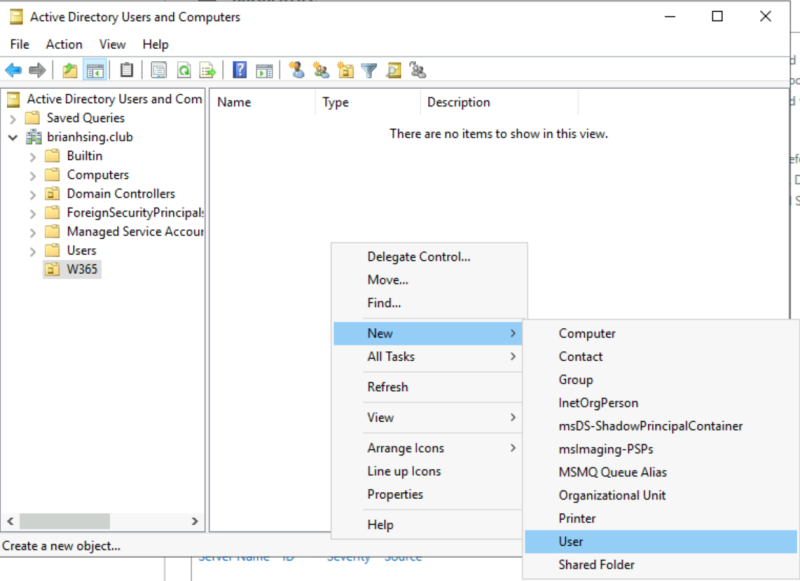 Active Directory Users and Computers
File Action View Help
Active Directory Users and Com
Saved Queries
brianhsing.club
Builtin
Computers
Domain Controllers
ForeignSecurityPrincipals
Managed Service Accour
Users
W365
Name Type Description
There are no items to show in this view.
Delegate Control...
Move...
Find...
New
All Tasks
Refresh
View
Arrange Icons
Line up Icons
Properties
Help
Computer
Contact
Group
InetOrgPerson
msDS-ShadowPrincipalContainer
msImaging-PSPs
MSMQ Queue Alias
Organizational Unit
Printer
User
Shared Folder
Create a new object...
Server Name ID Severity Source